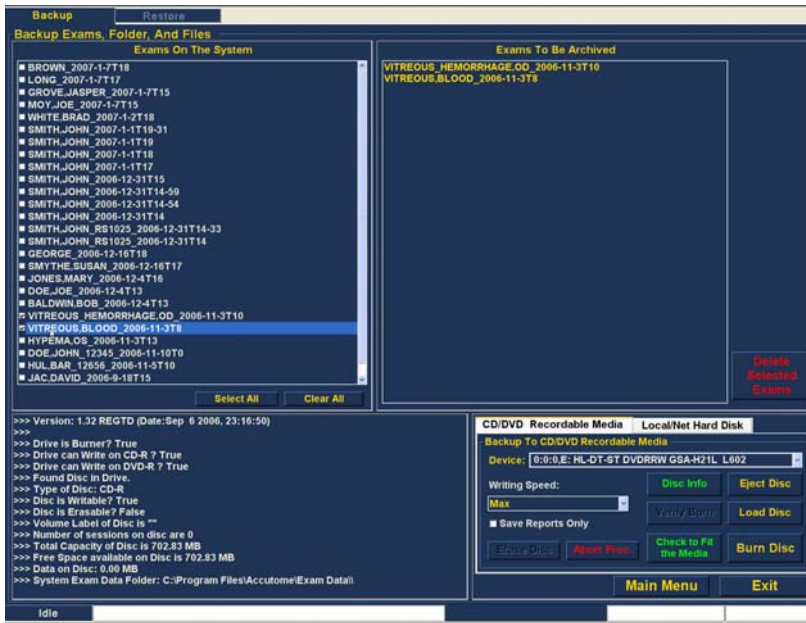 Backup
Restore
Backup Exams, Folder, And Files
Exams On The System
BROWN_2007-1-7T18
LONG_2007-1-7T17
GROVE,JASPER_2007-1-7T15
MOY,JOE_2007-1-7T15
WHITE,BRAD_2007-1-2T18
SMITH,JOHN_2007-1-1T19-31
SMITH,JOHN_2007-1-1T19
SMITH,JOHN_2007-1-1T18
SMITH,JOHN_2007-1-1T17
SMITH,JOHN_2006-12-31T15
SMITH,JOHN_2006-12-31T14-59
SMITH,JOHN_2006-12-31T14-54
SMITH,JOHN_2006-12-31T14
SMITH,JOHN_RS1025_2006-12-31T14-33
SMITH,JOHN_RS1025_2006-12-31T14
GEORGE_2006-12-16T18
SMYTHE,SUSAN_2006-12-16T17
JONES,MARY_2006-12-4T16
DOE,JOE_2006-12-4T13
BALDWIN,BOB_2006-12-4T13
VITREOUS_HEMORRHAGE,OD_2006-11-3T10
VITREOUS,BLOOD_2006-11-3T8
HYPEMA,OS_2006-11-3T13
DOE,JOHN_12345_2006-11-10T0
HUL,BAR_12656_2006-11-5T10
JAC,DAVID_2006-9-18T15
Select All
Clear All
Exams To Be Archived
VITREOUS_HEMORRHAGE,OD_2006-11-3T10
VITREOUS,BLOOD_2006-11-3T8
Delete
Selected
Exams
>>> Version: 1.32 REGTD (Date:Sep 6 2006, 23:16:50)
>>>
>>> Drive is Burner? True
>>> Drive can Write on CD-R ? True
>>> Drive can Write on DVD-R ? True
>>> Found Disc in Drive.
>>> Type of Disc: CD-R
>>> Disc is Writable? True
>>> Disc is Erasable? False
>>> Volume Label of Disc is ""
>>> Number of sessions on disc are 0
>>> Total Capacity of Disc is 702.83 MB
>>> Free Space available on Disc is 702.83 MB
>>> Data on Disc: 0.00 MB
>>> System Exam Data Folder: C:\Program Files\Accutome\Exam Data\\
CD/DVD Recordable Media
Local/Net Hard Disk
Backup To CD/DVD Recordable Media
Device: 0:0:0,E: HL-DT-ST DVDRRW GSA-H21L L602
Writing Speed:
Max
Save Reports Only
Disc Info
Eject Disc
Verify Burn
Load Disc
Erase Disc
Abort Proc.
Check to Fit
the Media
Burn Disc
Main Menu
Exit
Idle